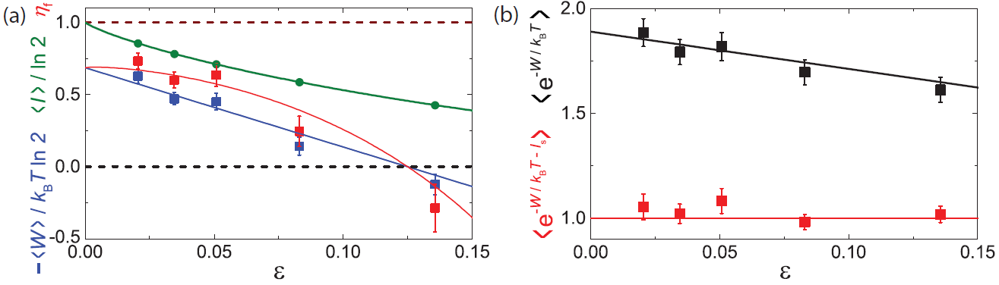 (a)
η_f
1.0
0.5
0.0
-0.5
−⟨W⟩ / k_B T ln 2 ⟨I⟩ / ln 2
0.00 0.05 0.10 0.15
ε
(b)
2.0
1.5
1.0
⟨e^{-W / k_B T - I_s}⟩ ⟨e^{-W / k_B T}⟩
0.00 0.05 0.10 0.15
ε